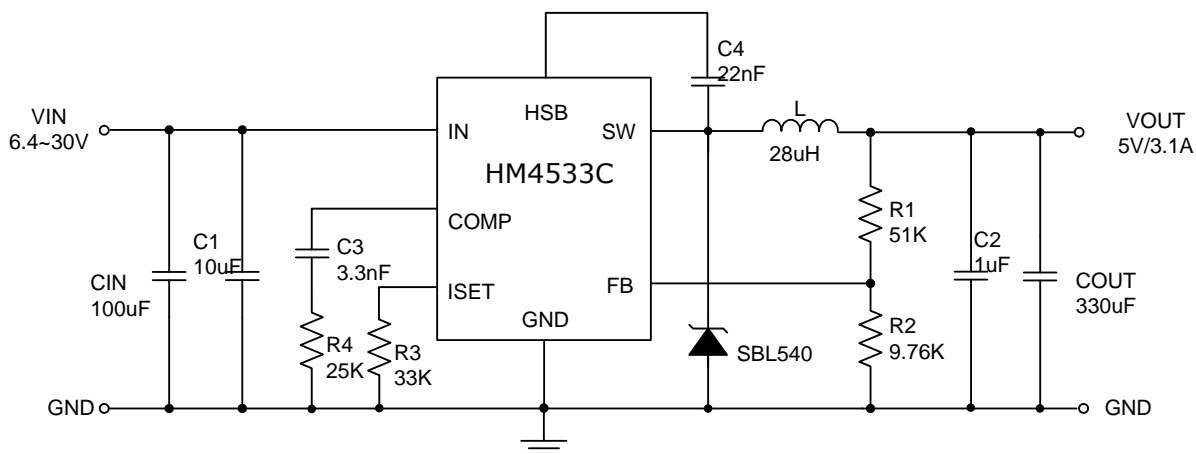 C4
22nF
VIN
6.4~30V
HSB
IN
SW
L
28uH
VOUT
5V/3.1A
HM4533C
COMP
R1
51K
C1
10uF
C3
3.3nF
C2
1uF
CIN
100uF
ISET
FB
COUT
330uF
GND
R4
25K
R3
33K
SBL540
R2
9.76K
GND
GND